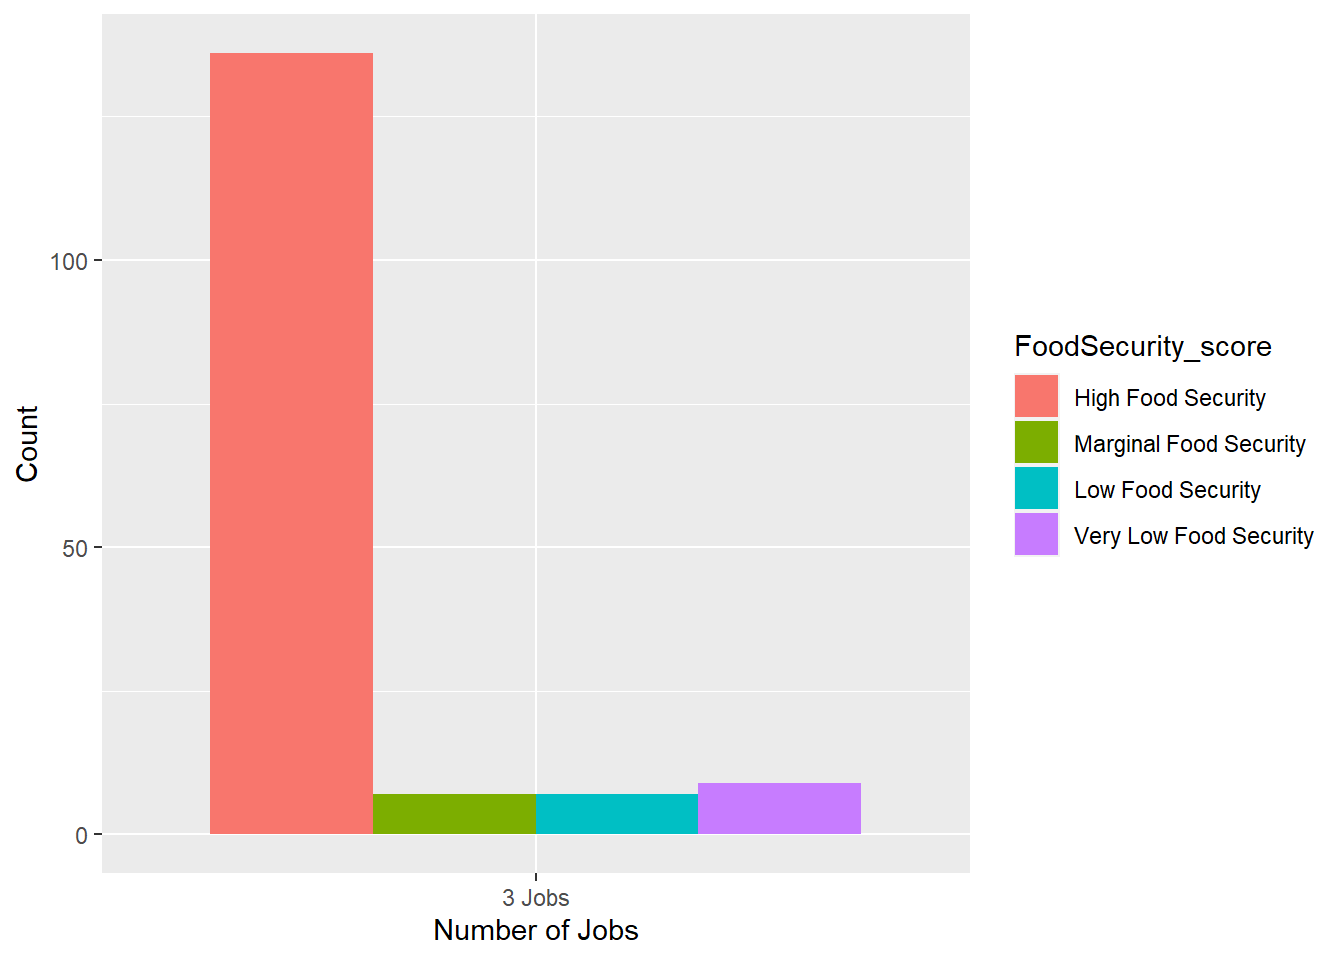 Count
100
50
0
3 Jobs
Number of Jobs
FoodSecurity_score
High Food Security
Marginal Food Security
Low Food Security
Very Low Food Security